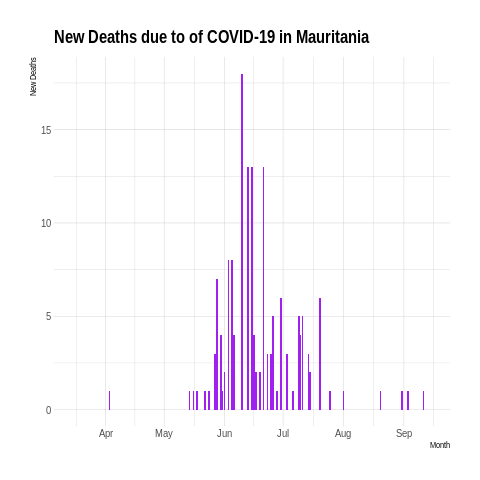 New Deaths due to of COVID-19 in Mauritania
New Deaths
15
10
5
0
Apr May Jun Jul Aug Sep
Month